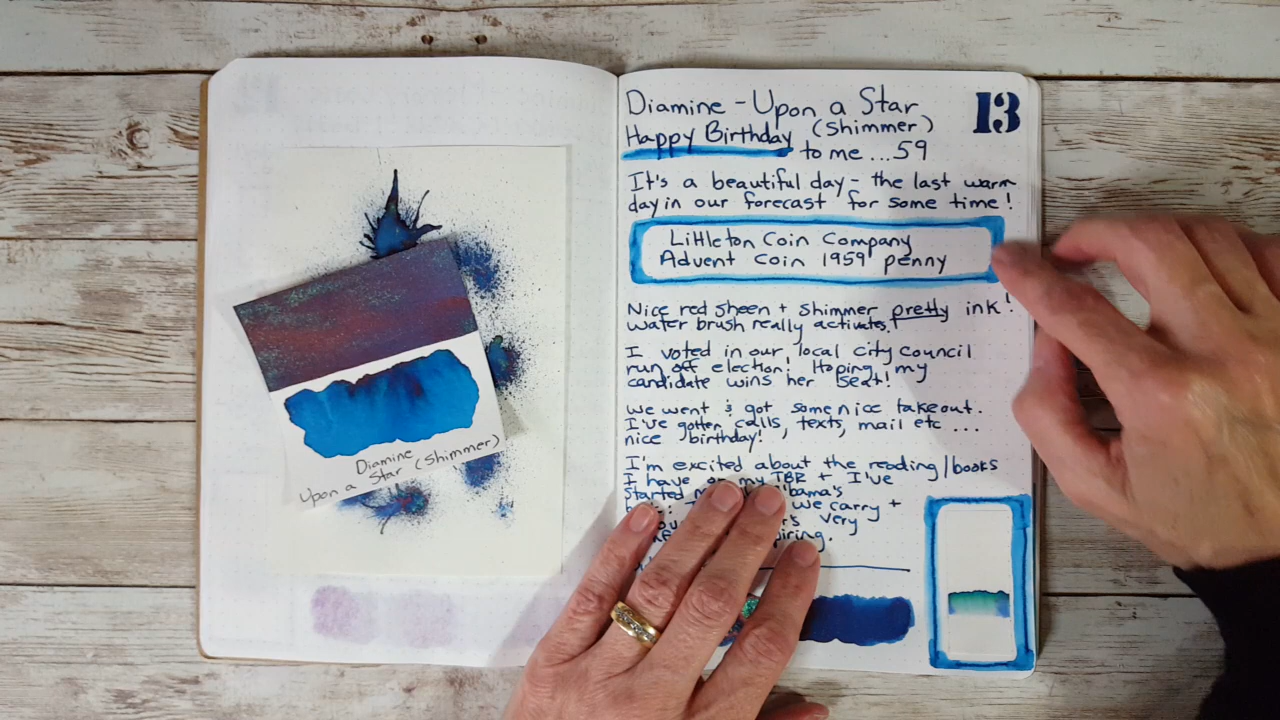 Diamine - Upon a Star
13
Happy Birthday (Shimmer)
to me ... 59
It's a beautiful day - the last warm
day in our forecast for some time!
Littleton Coin Company
Advent Coin 1959 penny
Nice red sheen + shimmer pretty ink!
water brush really activates!
I voted in our local City Council
run off election! Hoping my
candidate wins her seat!
we went & got some nice takeout.
I've gotten calls, texts, mail etc ...
nice birthday!
I'm excited about the reading/books
I have on my TBR + I've
started
we carry +
very
Diamine
Upon a Star (Shimmer)